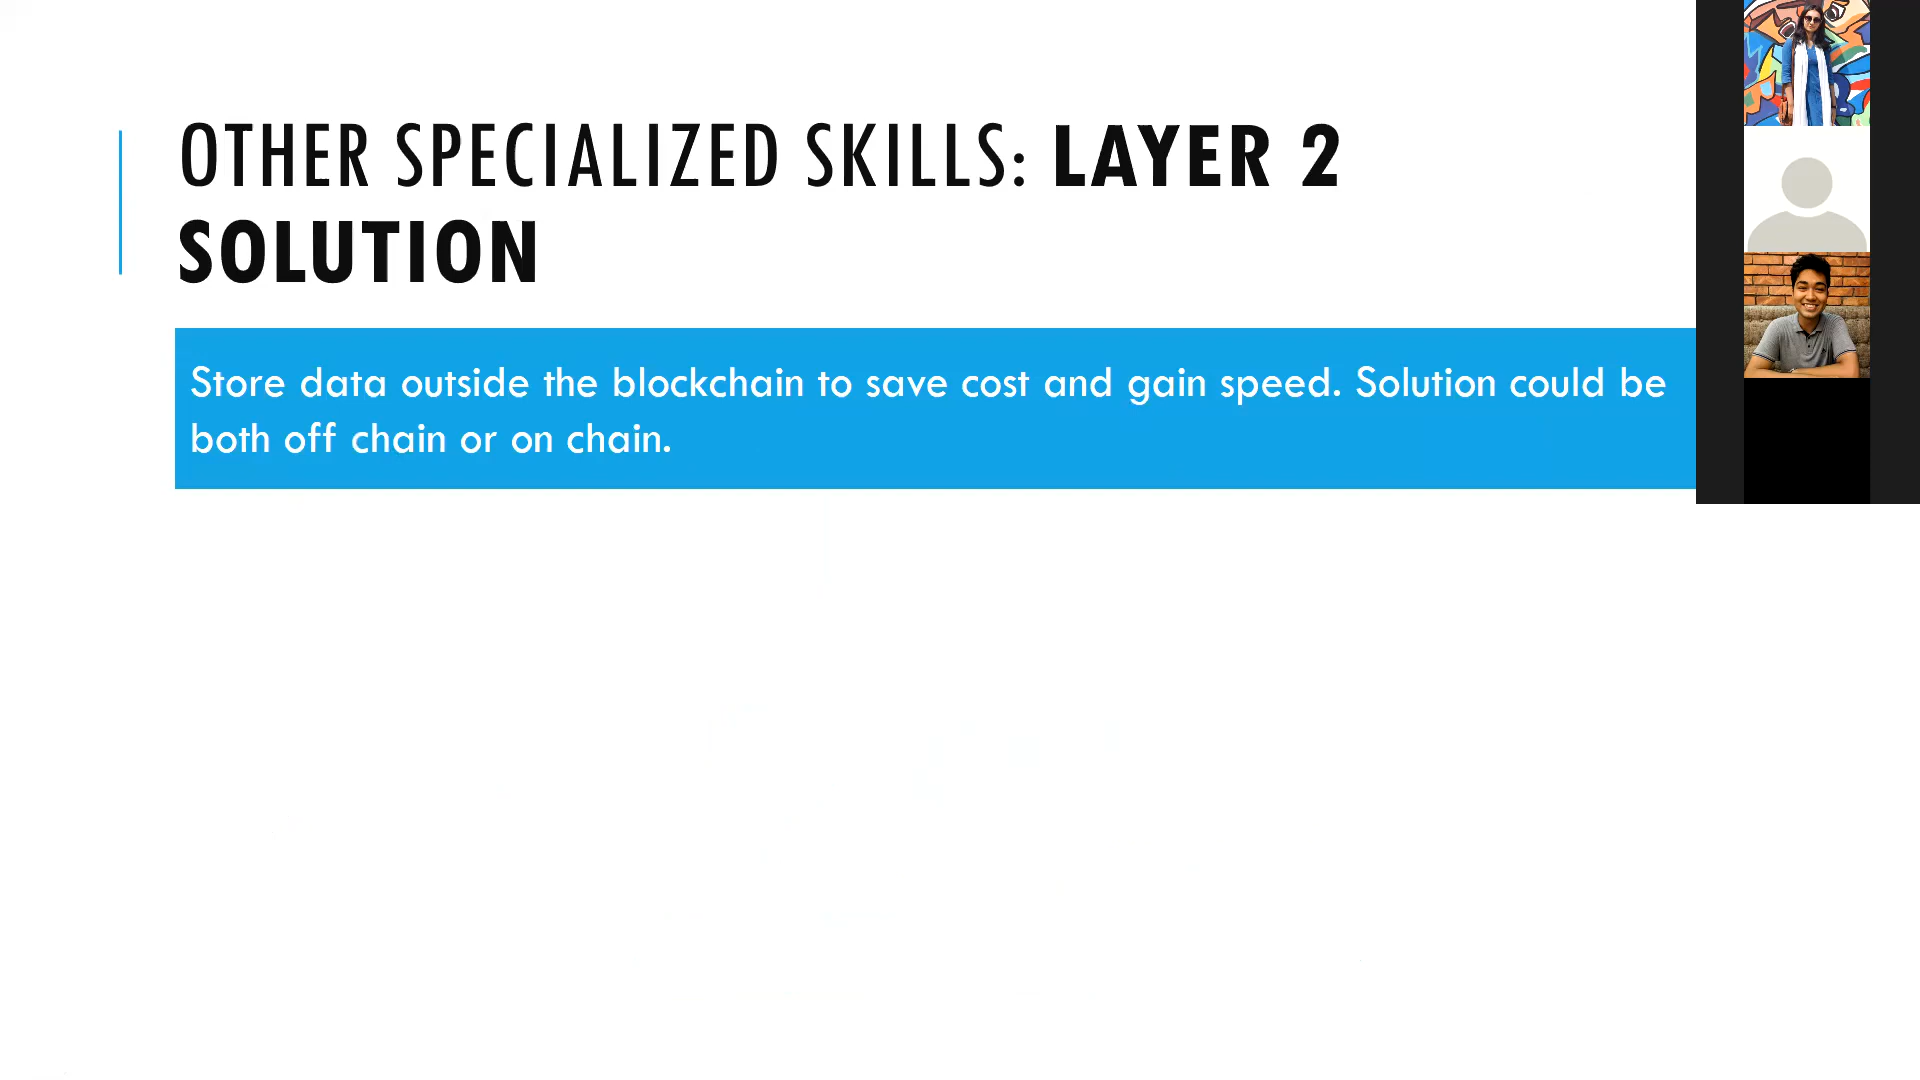 OTHER SPECIALIZED SKILLS: LAYER 2
SOLUTION
Store data outside the blockchain to save cost and gain speed. Solution could be
both off chain or on chain.